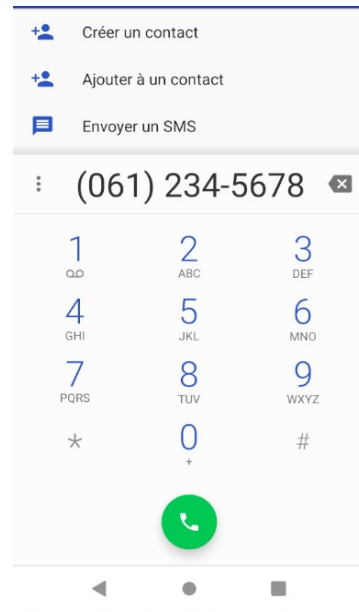 Créer un contact
Ajouter à un contact
Envoyer un SMS
(061) 234-5678
1 2 3
ABC DEF
4 5 6
GHI JKL MNO
7 8 9
PQRS TUV WXYZ
* 0 #
+